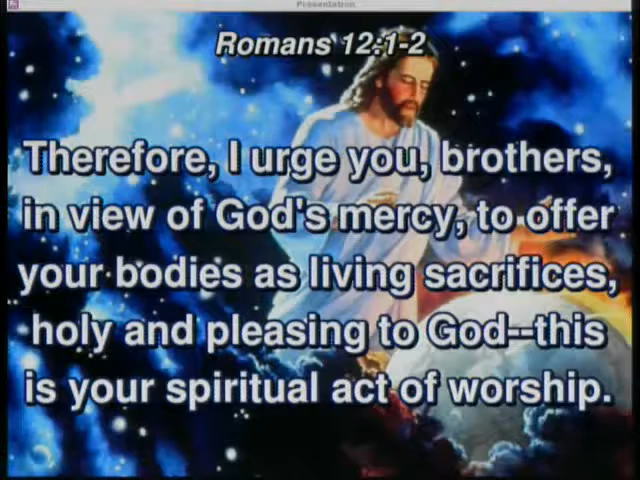 Presentation
Romans 12:1-2
Therefore, I urge you, brothers,
in view of God's mercy, to offer
your bodies as living sacrifices,
holy and pleasing to God--this
is your spiritual act of worship.